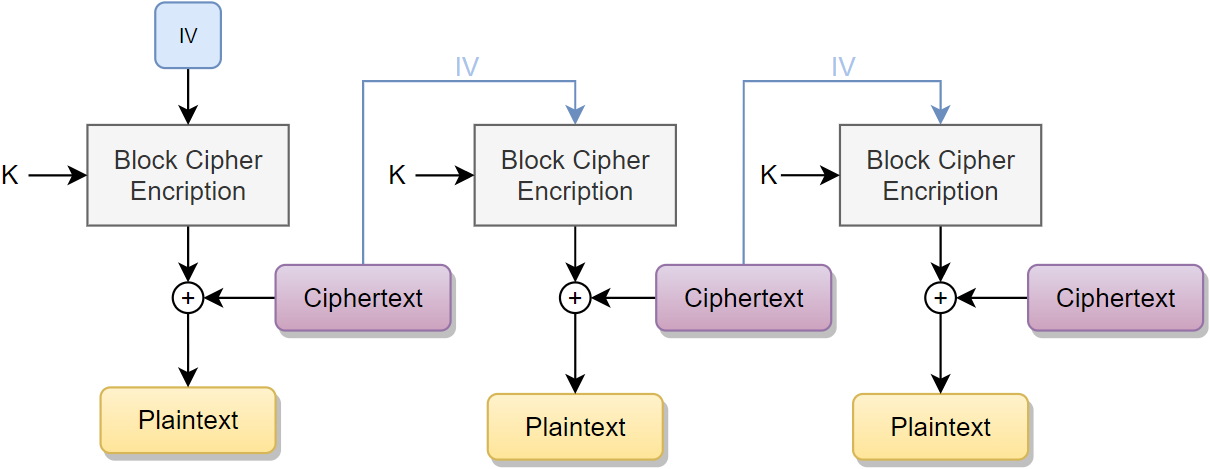 IV
IV
IV
K
Block Cipher
Encription
K
Block Cipher
Encription
K
Block Cipher
Encription
+
Ciphertext
+
Ciphertext
+
Ciphertext
Plaintext
Plaintext
Plaintext